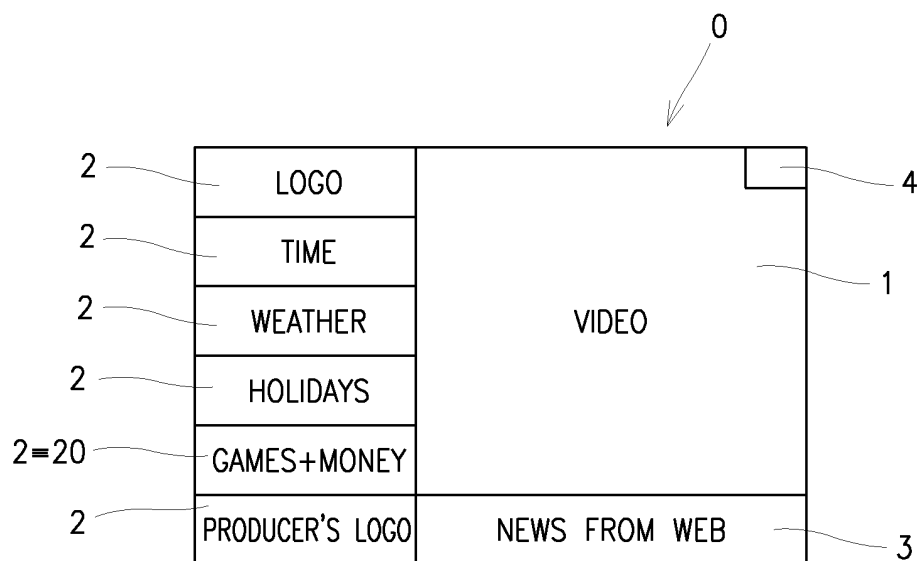 0
2 LOGO 4
2 TIME
1
2 WEATHER VIDEO
2 HOLIDAYS
2≡20 GAMES+MONEY
2 PRODUCER'S LOGO NEWS FROM WEB 3